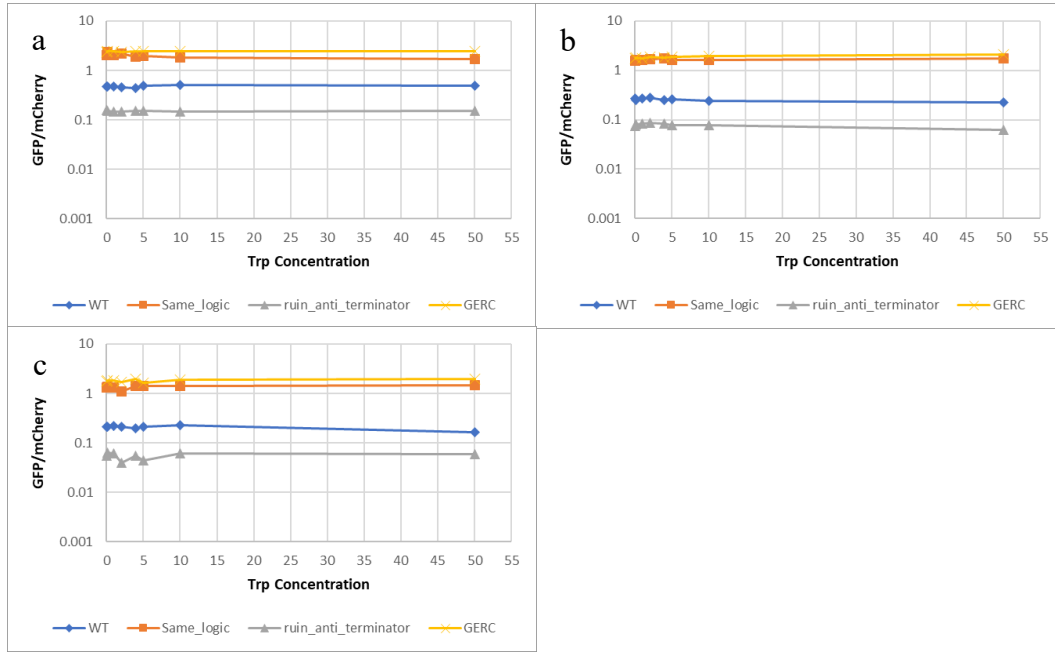 a
GFP/mCherry
10
1
0.1
0.01
0.001
0 5 10 15 20 25 30 35 40 45 50 55
Trp Concentration
WT Same_logic ruin_anti_terminator GERC
b
GFP/mCherry
10
1
0.1
0.01
0.001
0 5 10 15 20 25 30 35 40 45 50 55
Trp Concentration
WT Same_logic ruin_anti_terminator GERC
c
GFP/mCherry
10
1
0.1
0.01
0.001
0 5 10 15 20 25 30 35 40 45 50 55
Trp Concentration
WT Same_logic ruin_anti_terminator GERC